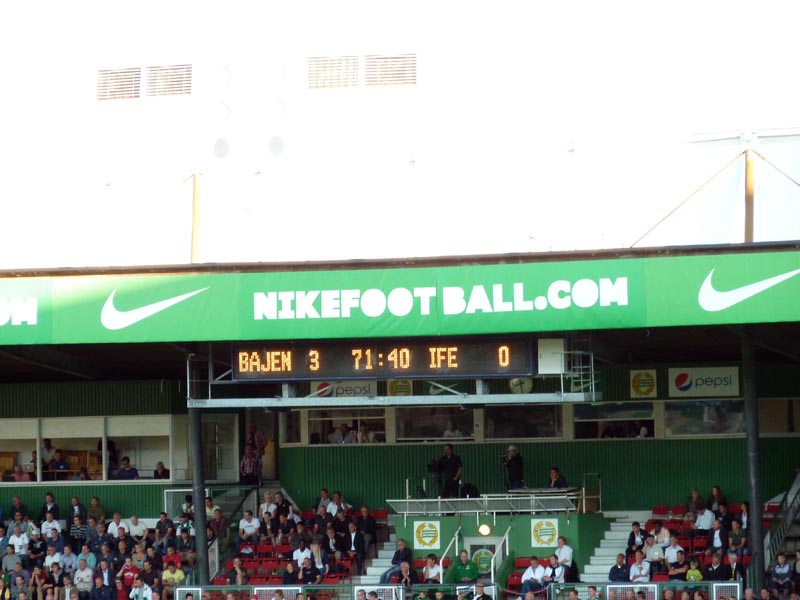 OM NIKEFOOTBALL.COM
BAJEN 3 71:40 IFE 0
pepsi pepsi